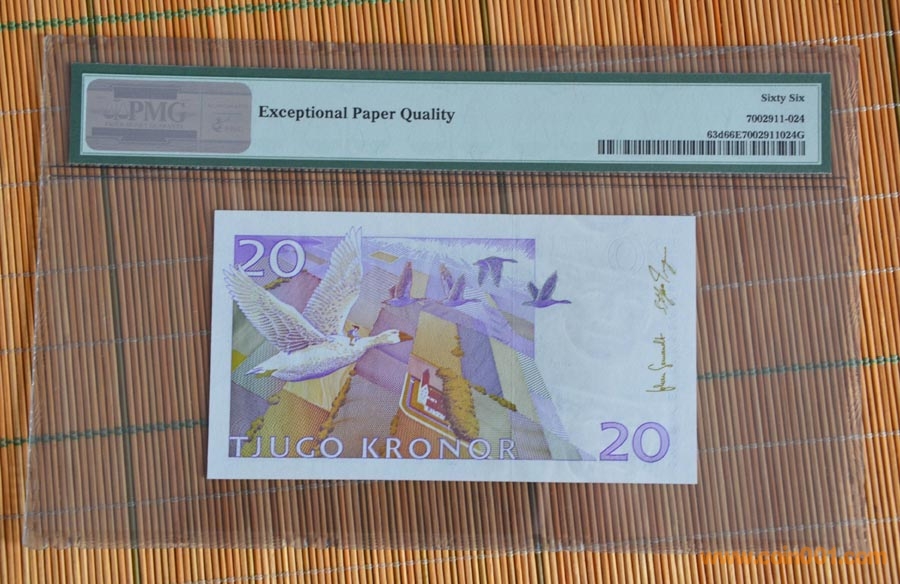 PMG
Exceptional Paper Quality
Sixty Six
7002911-024
63d66E7002911024G
20
TJUGO KRONOR
20